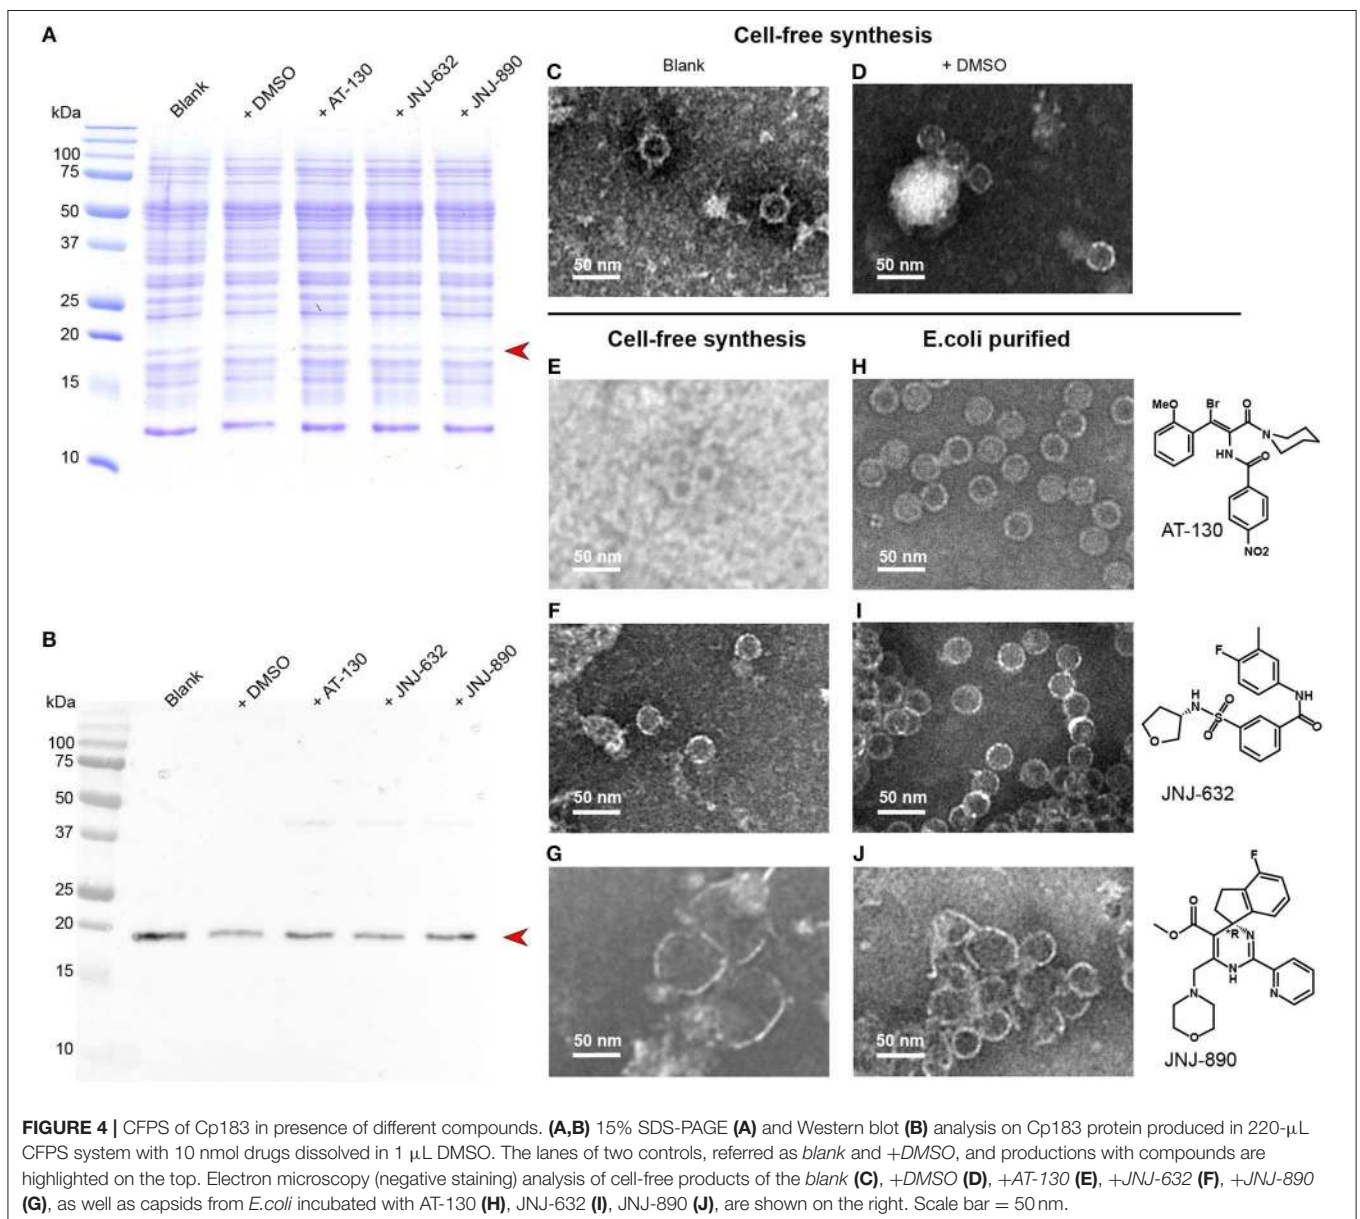 A
Blank
+ DMSO
+ AT-130
+ JNJ-632
+ JNJ-890
kDa
100
75
50
37
25
20
15
10
B
Blank
+ DMSO
+ AT-130
+ JNJ-632
+ JNJ-890
kDa
100
75
50
37
25
20
15
10
Cell-free synthesis
C
Blank
50 nm
D
+ DMSO
50 nm
Cell-free synthesis
E.coli purified
E
50 nm
H
50 nm
MeO
Br
O
N
HN
O
NO2
AT-130
F
50 nm
I
50 nm
F
H
N
O
S
O
O
NH
O
JNJ-632
G
50 nm
J
50 nm
F
O
O
*R
N
N
H
N
N
O
JNJ-890
FIGURE 4 | CFPS of Cp183 in presence of different compounds. (A,B) 15% SDS-PAGE (A) and Western blot (B) analysis on Cp183 protein produced in 220-μL
CFPS system with 10 nmol drugs dissolved in 1 μL DMSO. The lanes of two controls, referred as blank and +DMSO, and productions with compounds are
highlighted on the top. Electron microscopy (negative staining) analysis of cell-free products of the blank (C), +DMSO (D), +AT-130 (E), +JNJ-632 (F), +JNJ-890
(G), as well as capsids from E.coli incubated with AT-130 (H), JNJ-632 (I), JNJ-890 (J), are shown on the right. Scale bar = 50 nm.